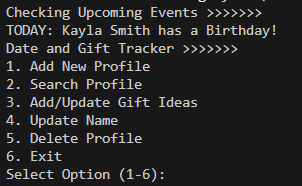 Checking Upcoming Events >>>>>>>
TODAY: Kayla Smith has a Birthday!
Date and Gift Tracker >>>>>>>
1. Add New Profile
2. Search Profile
3. Add/Update Gift Ideas
4. Update Name
5. Delete Profile
6. Exit
Select Option (1-6):